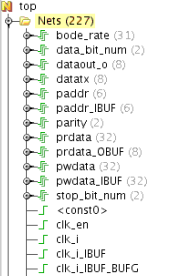 top
Nets (227)
bode_rate (31)
data_bit_num (2)
dataout_o (8)
datatx (8)
paddr (6)
paddr_IBUF (6)
parity (2)
prdata (32)
prdata_OBUF (8)
pwdata (32)
pwdata_IBUF (32)
stop_bit_num (2)
<const0>
clk_en
clk_i
clk_i_IBUF
clk_i_IBUF_BUFG